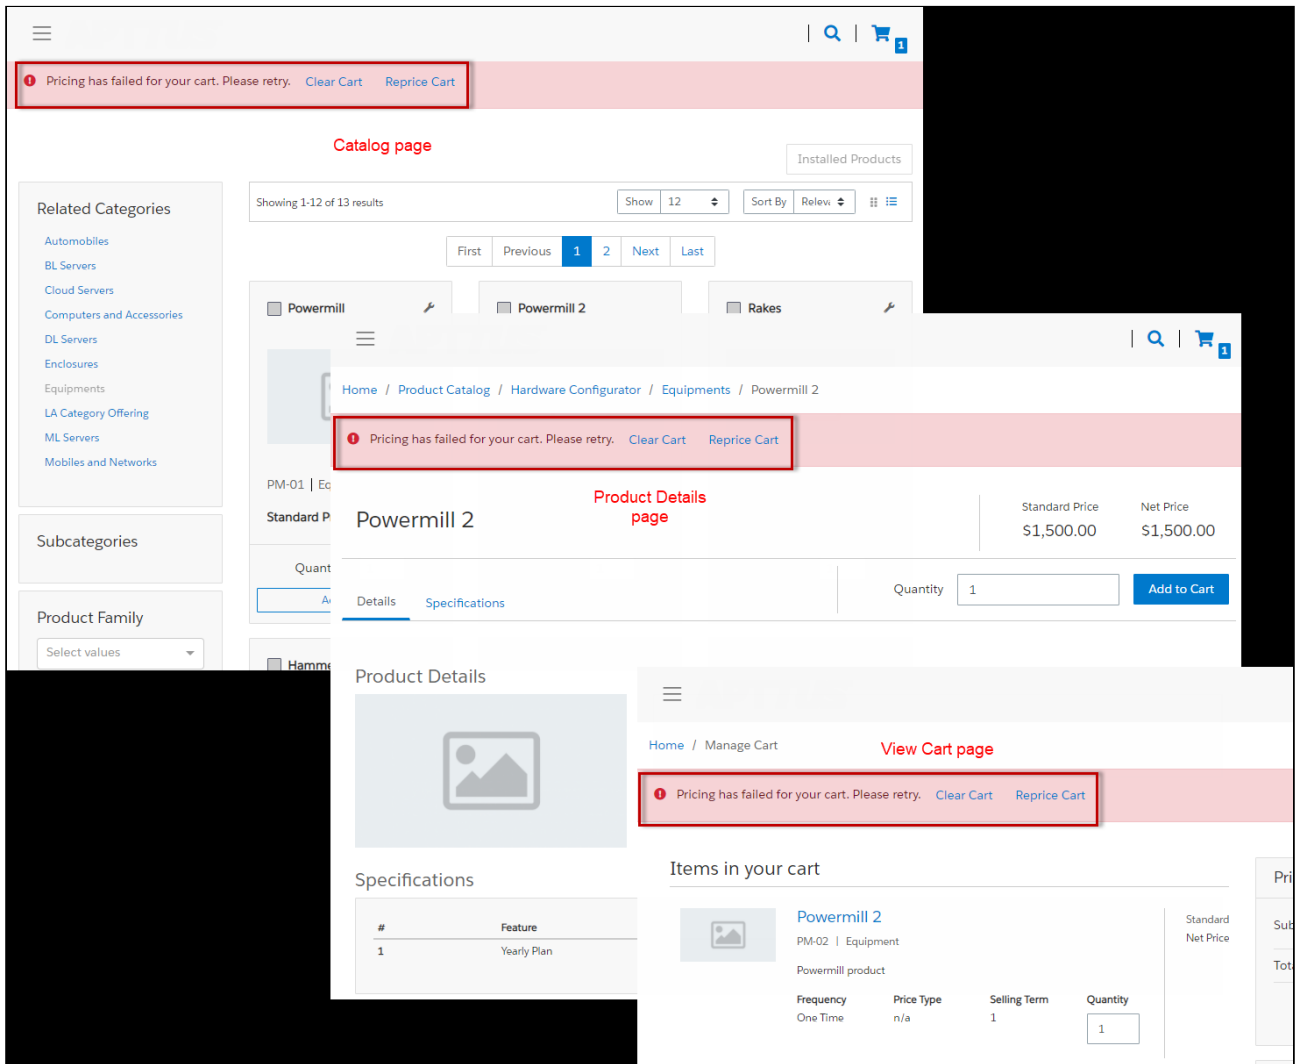 1
Pricing has failed for your cart. Please retry. Clear Cart Reprice Cart
Catalog page
Installed Products
Related Categories
Automobiles
BL Servers
Cloud Servers
Computers and Accessories
DL Servers
Enclosures
Equipments
LA Category Offering
ML Servers
Mobiles and Networks
Subcategories
Product Family
Select values
Showing 1-12 of 13 results
Show 12
Sort By
First Previous 1 2 Next Last
Powermill
Powermill 2
Rakes
PM-01
Standard
1
Home / Product Catalog / Hardware Configurator / Equipments / Powermill 2
Pricing has failed for your cart. Please retry. Clear Cart Reprice Cart
Product Details
page
Powermill 2
Standard Price Net Price
$1,500.00 $1,500.00
Quantity 1 Add to Cart
Details Specifications
Product Details
Specifications
# Feature
1 Yearly Plan
Home / Manage Cart
View Cart page
Pricing has failed for your cart. Please retry. Clear Cart Reprice Cart
Items in your cart
Powermill 2
PM-02 | Equipment
Powermill product
Frequency Price Type Selling Term Quantity
One Time n/a 1 1
Standard
Net Price